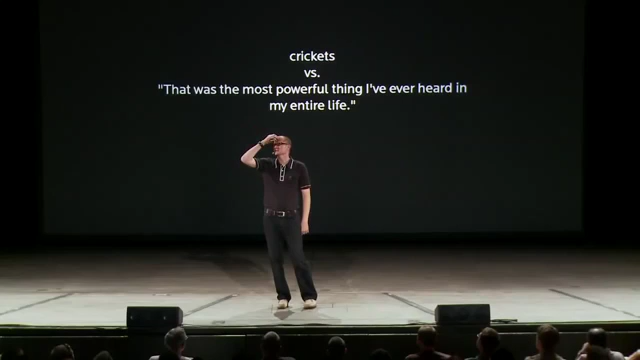 crickets
vs.
"That was the most powerful thing I've ever heard in
my entire life."